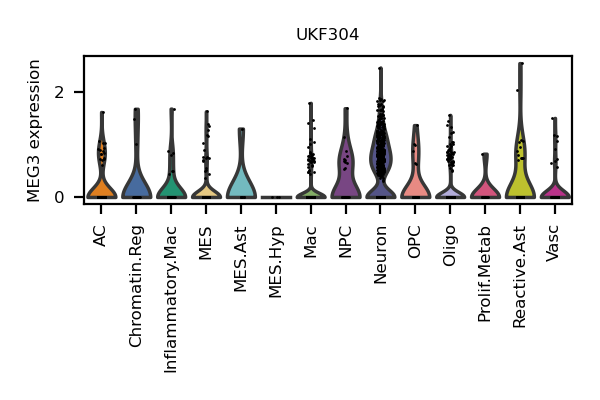 UKF304
MEG3 expression
2
0
AC
Chromatin.Reg
Inflammatory.Mac
MES
MES.Ast
MES.Hyp
Mac
NPC
Neuron
OPC
Oligo
Prolif.Metab
Reactive.Ast
Vasc